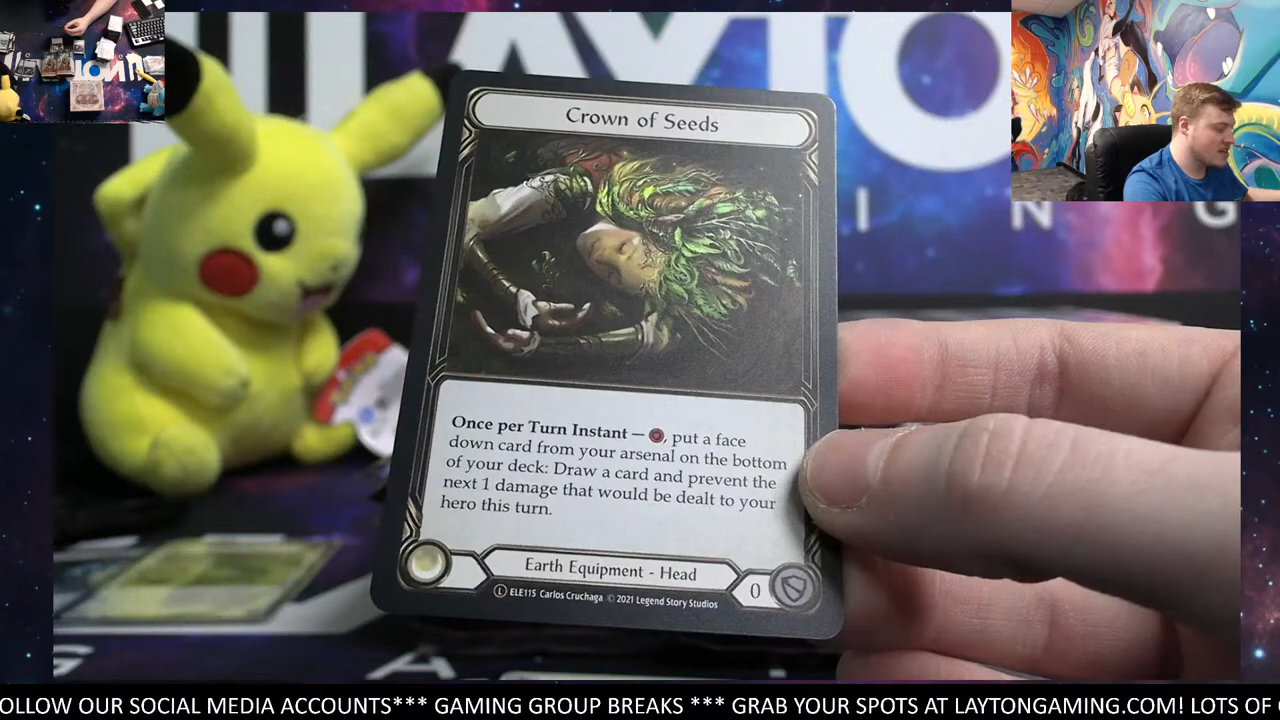 Crown of Seeds
Once per Turn Instant — , put a face
down card from your arsenal on the bottom
of your deck: Draw a card and prevent the
next 1 damage that would be dealt to your
hero this turn.
Earth Equipment - Head
0
L ELE115 Carlos Cruchaga © 2021 Legend Story Studios
I N G
G A
OLLOW OUR SOCIAL MEDIA ACCOUNTS*** GAMING GROUP BREAKS *** GRAB YOUR SPOTS AT LAYTONGAMING.COM! LOTS OF